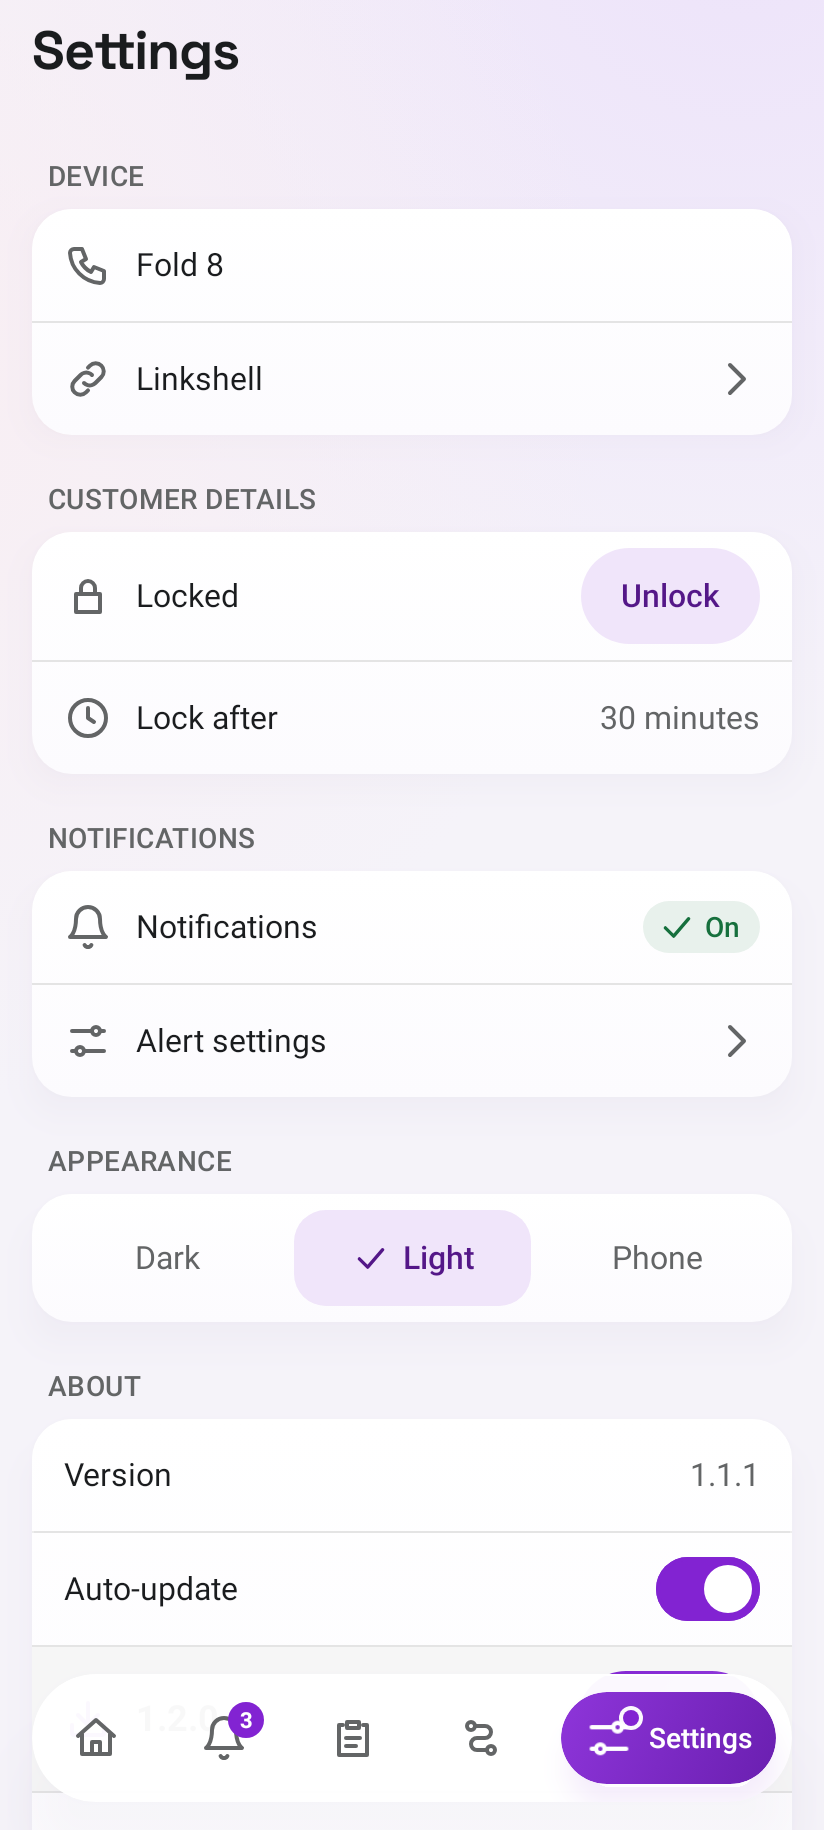 Settings
DEVICE
Fold 8
Linkshell
CUSTOMER DETAILS
Locked
Unlock
Lock after
30 minutes
NOTIFICATIONS
Notifications
On
Alert settings
APPEARANCE
Dark
Light
Phone
ABOUT
Version
1.1.1
Auto-update
3
Settings